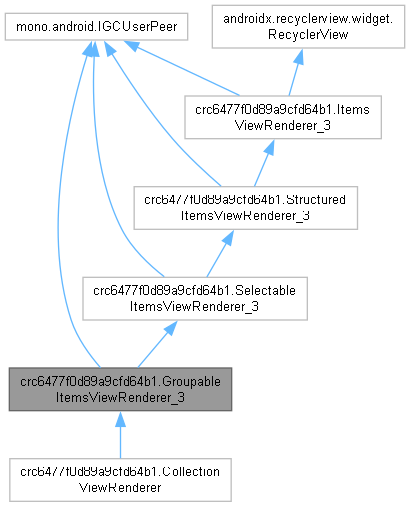 mono.android.IGCUserPeer
androidx.recyclerview.widget.
RecyclerView
crc6477f0d89a9cfd64b1.Items
ViewRenderer_3
crc6477f0d89a9cfd64b1.Structured
ItemsViewRenderer_3
crc6477f0d89a9cfd64b1.Selectable
ItemsViewRenderer_3
crc6477f0d89a9cfd64b1.Groupable
ItemsViewRenderer_3
crc6477f0d89a9cfd64b1.Collection
ViewRenderer